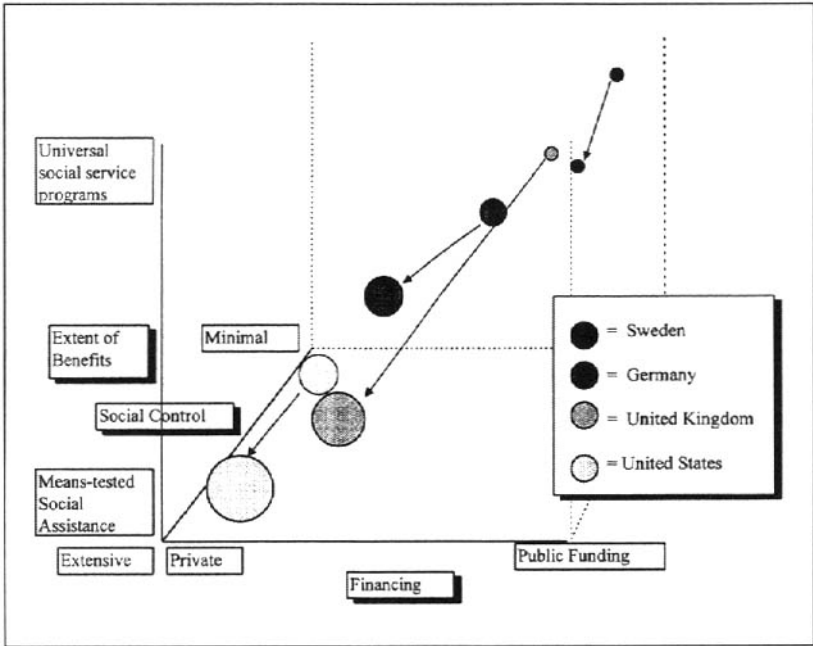 Universal
social service
programs
Extent of
Benefits
Minimal
Social Control
Means-tested
Social
Assistance
Extensive
Private
Public Funding
Financing
= Sweden
= Germany
= United Kingdom
= United States